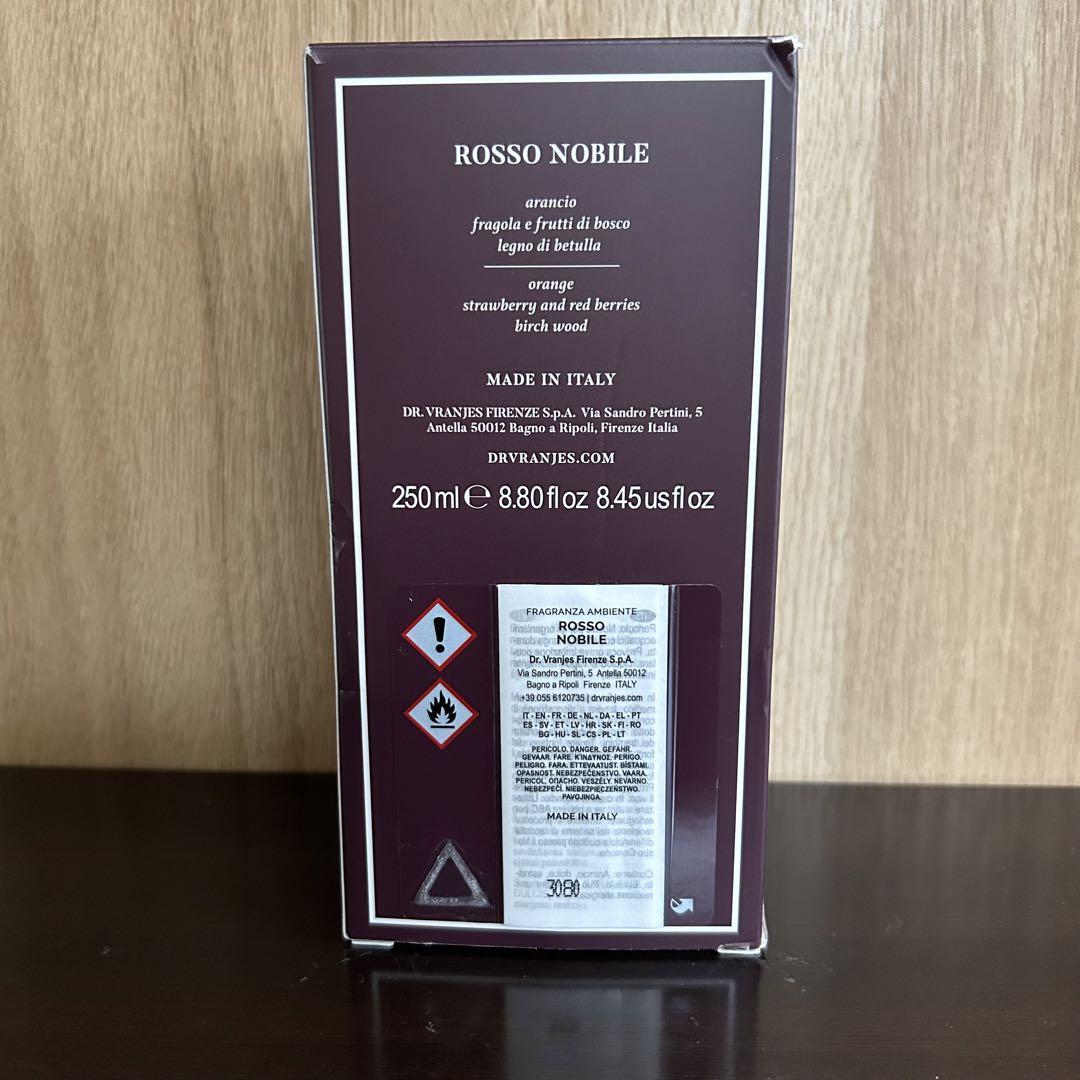 ROSSO NOBILE
arancio
fragola e frutti di bosco
legno di betulla
orange
strawberry and red berries
birch wood
MADE IN ITALY
DR. VRANJES FIRENZE S.p.A. Via Sandro Pertini, 5
Antella 50012 Bagno a Ripoli, Firenze Italia
DRVRANJES.COM
250 ml ℮ 8.80 fl oz 8.45 us fl oz
FRAGRANZA AMBIENTE
ROSSO
NOBILE
Dr. Vranjes Firenze S.p.A.
Via Sandro Pertini, 5 Antella 50012
Bagno a Ripoli Firenze ITALY
+39 055 6120735 | drvranjes.com
IT - EN - FR - DE - NL - DA - EL - PT
ES - SV - ET - LV - HR - SK - FI - RO
BG - HU - SL - CS - PL - LT
PERICOLO. DANGER. GEFAHR.
GEVAAR. FARE. ΚΊΝΔΥΝΟΣ. PERIGO.
PELIGRO. FARA. ETTEVAATUST. BĪSTAMI.
OPASNOST. NEBEZPEČENSTVO. VAARA.
PERICOL. ОПАСНО. VESZÉLY. NEVARNO.
NEBEZPEČÍ. NIEBEZPIECZEŃSTWO.
PAVOJINGA.
MADE IN ITALY
3080